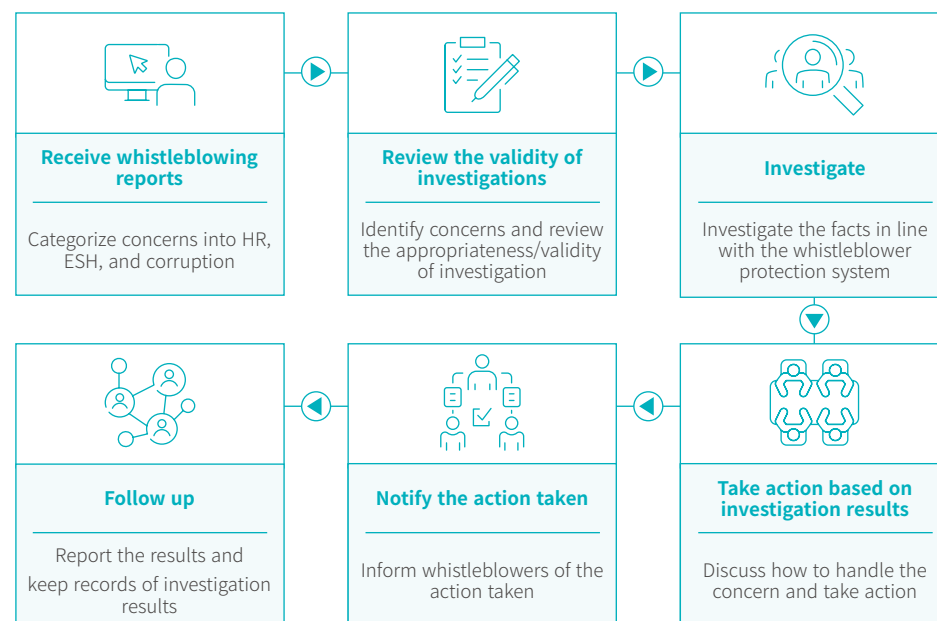 Receive whistleblowing
reports
Categorize concerns into HR,
ESH, and corruption
Review the validity of
investigations
Identify concerns and review
the appropriateness/validity
of investigation
Investigate
Investigate the facts in line
with the whistleblower
protection system
Take action based on
investigation results
Discuss how to handle the
concern and take action
Notify the action taken
Inform whistleblowers of the
action taken
Follow up
Report the results and
keep records of investigation
results